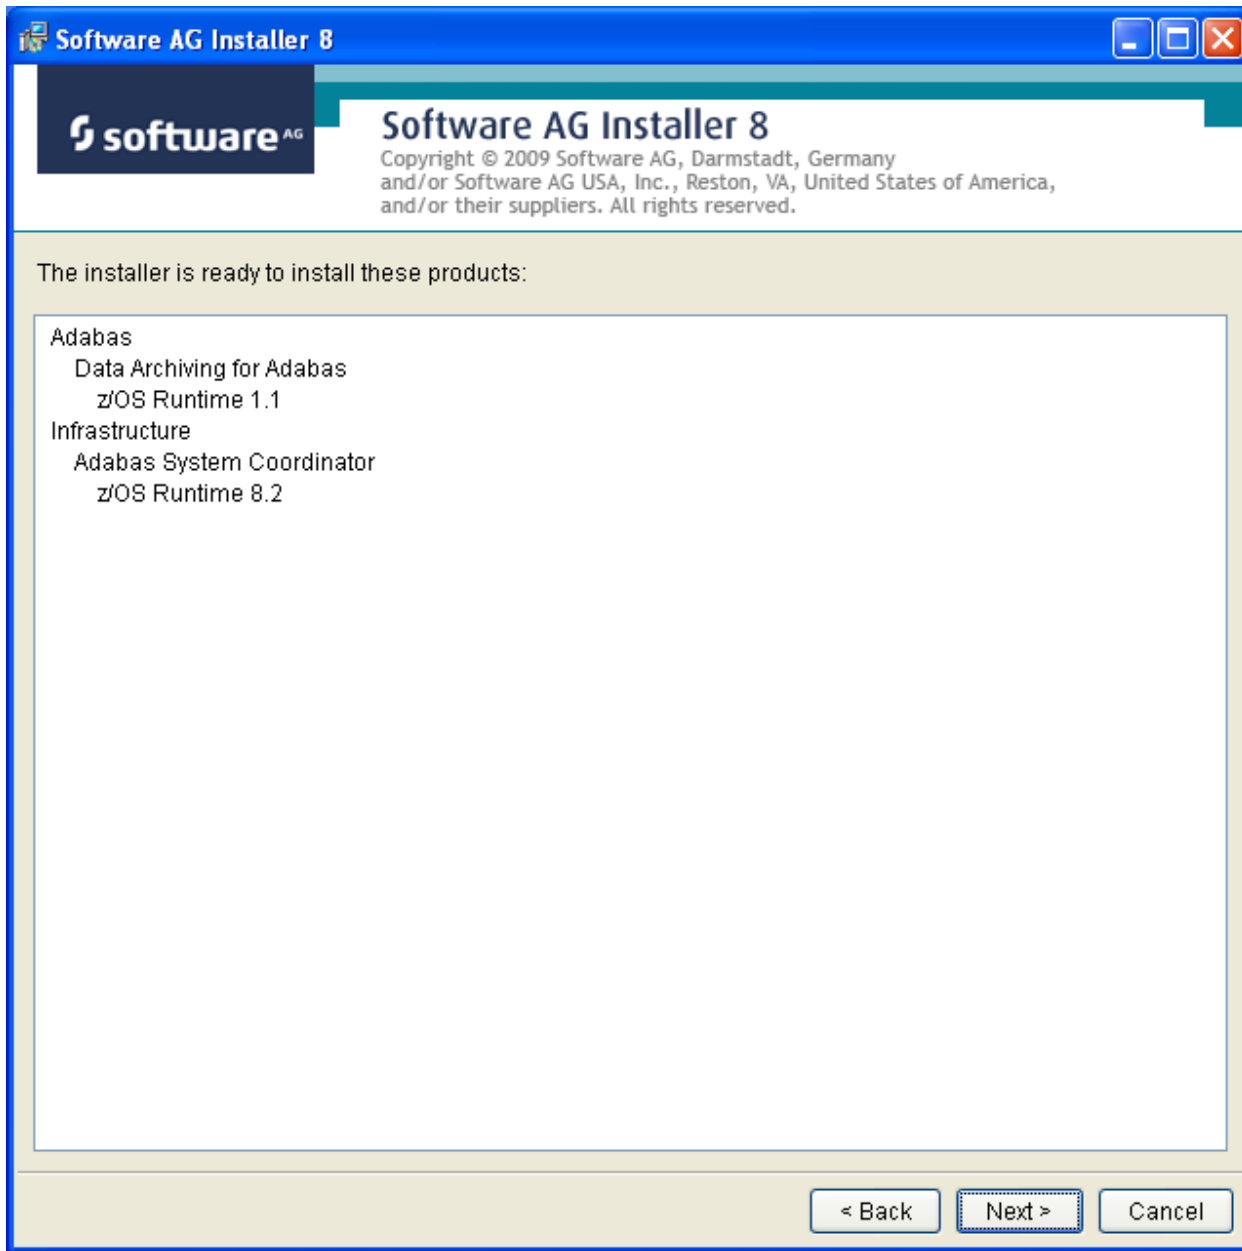 Software AG Installer 8
software AG
Software AG Installer 8
Copyright © 2009 Software AG, Darmstadt, Germany
and/or Software AG USA, Inc., Reston, VA, United States of America,
and/or their suppliers. All rights reserved.
The installer is ready to install these products:
Adabas
Data Archiving for Adabas
z/OS Runtime 1.1
Infrastructure
Adabas System Coordinator
z/OS Runtime 8.2
< Back
Next >
Cancel